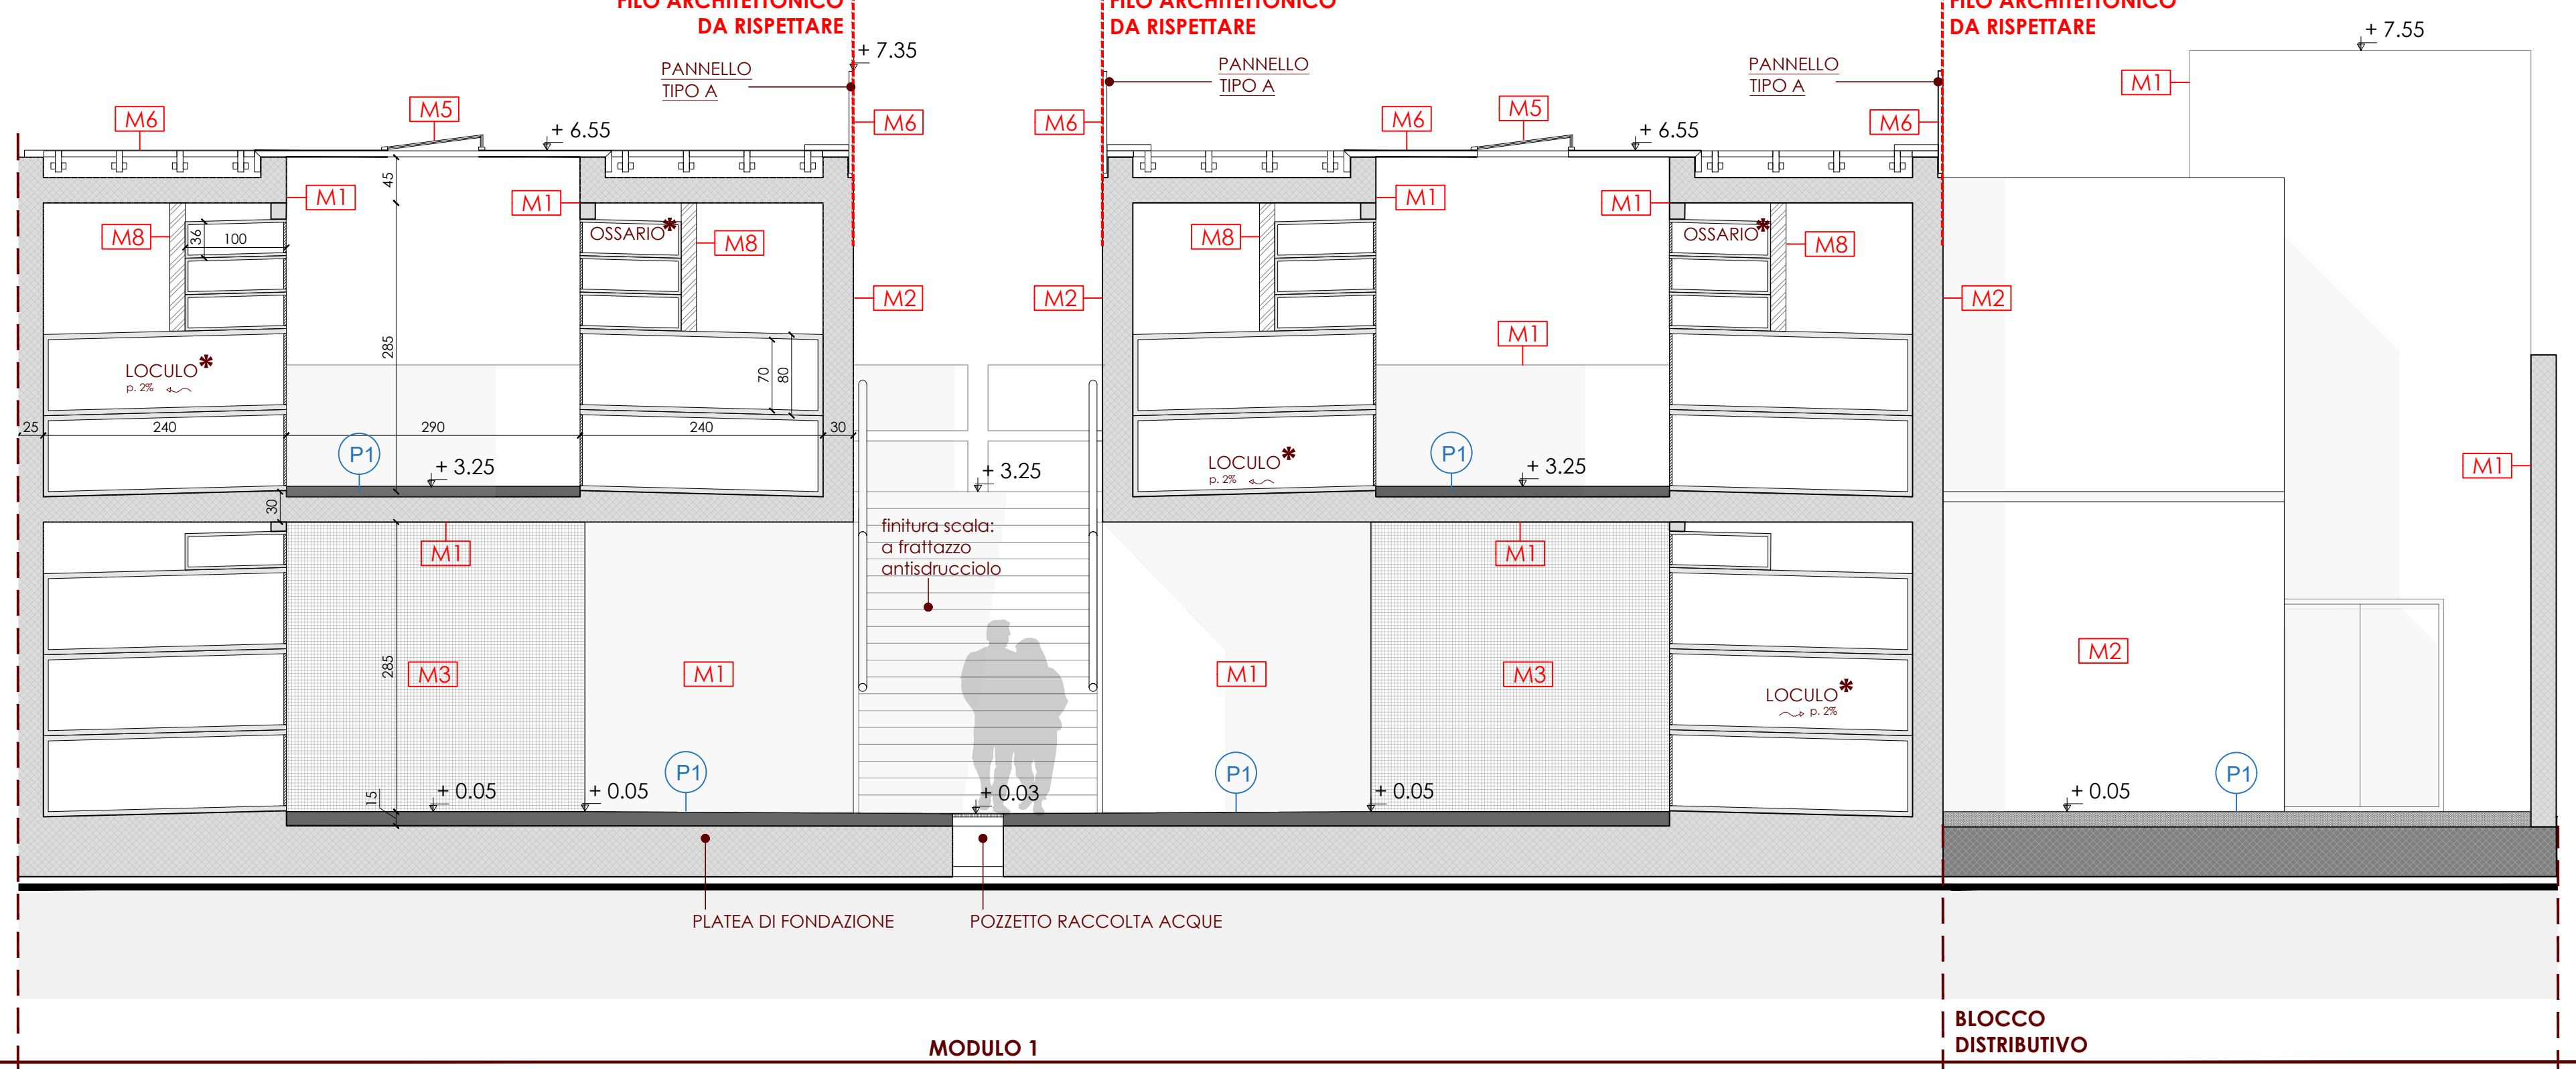 FILO ARCHITETTONICO
DA RISPETTARE
FILO ARCHITETTONICO
DA RISPETTARE
FILO ARCHITETTONICO
DA RISPETTARE
+ 7.35
+ 7.55
PANNELLO
TIPO A
PANNELLO
TIPO A
PANNELLO
TIPO A
M1
M6
M5
+ 6.55
M6
M6
M6
M5
+ 6.55
M6
45
M1
M1
M1
M1
M8
36
100
OSSARIO*
M8
M8
OSSARIO*
M8
M2
M2
M2
285
M1
LOCULO*
p. 2%
70
80
25
240
290
240
30
P1
+ 3.25
+ 3.25
LOCULO*
p. 2%
P1
+ 3.25
M1
30
M1
finitura scala:
a frattazzo
antisdrucciolo
M1
285
M3
M1
M1
M3
LOCULO*
p. 2%
M2
15
+ 0.05
+ 0.05
P1
+ 0.03
P1
+ 0.05
+ 0.05
P1
PLATEA DI FONDAZIONE
POZZETTO RACCOLTA ACQUE
MODULO 1
BLOCCO
DISTRIBUTIVO